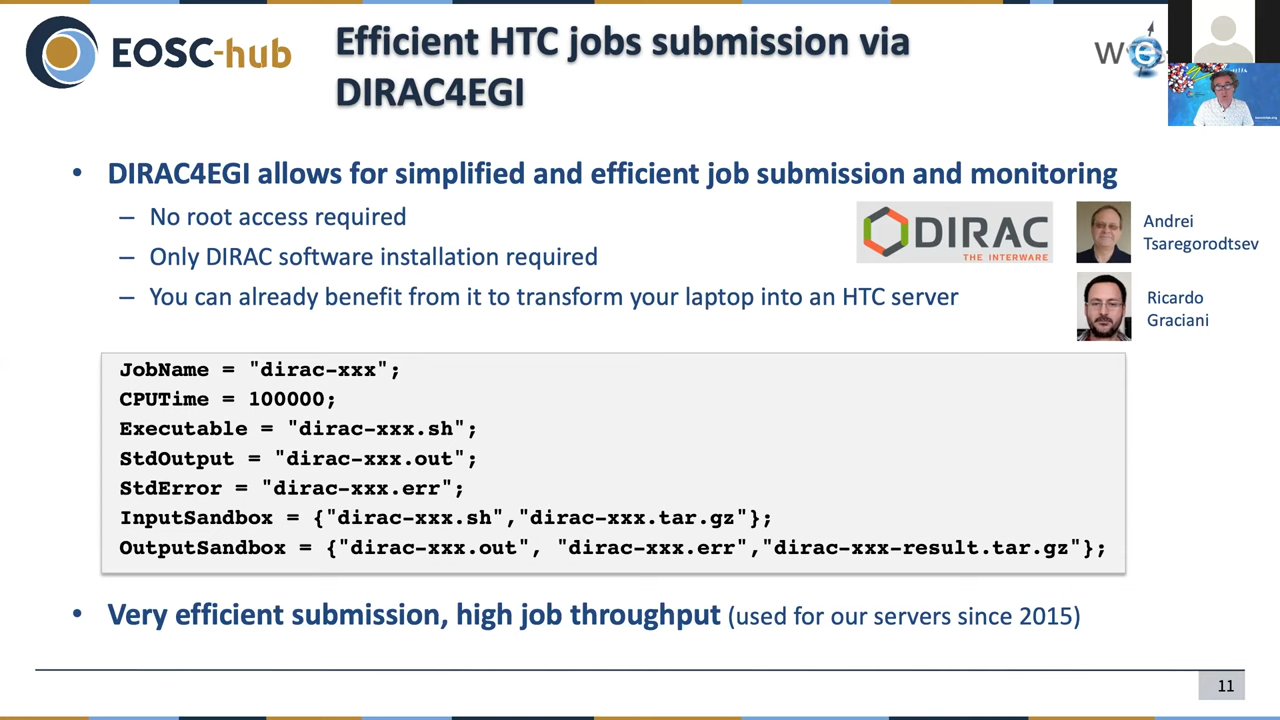 EOSC-hub
Efficient HTC jobs submission via
DIRAC4EGI
• DIRAC4EGI allows for simplified and efficient job submission and monitoring
– No root access required
– Only DIRAC software installation required
– You can already benefit from it to transform your laptop into an HTC server
DIRAC
THE INTERWARE
Andrei
Tsaregorodtsev
Ricardo
Graciani
JobName = "dirac-xxx";
CPUTime = 100000;
Executable = "dirac-xxx.sh";
StdOutput = "dirac-xxx.out";
StdError = "dirac-xxx.err";
InputSandbox = {"dirac-xxx.sh","dirac-xxx.tar.gz"};
OutputSandbox = {"dirac-xxx.out", "dirac-xxx.err","dirac-xxx-result.tar.gz"};
• Very efficient submission, high job throughput (used for our servers since 2015)
11